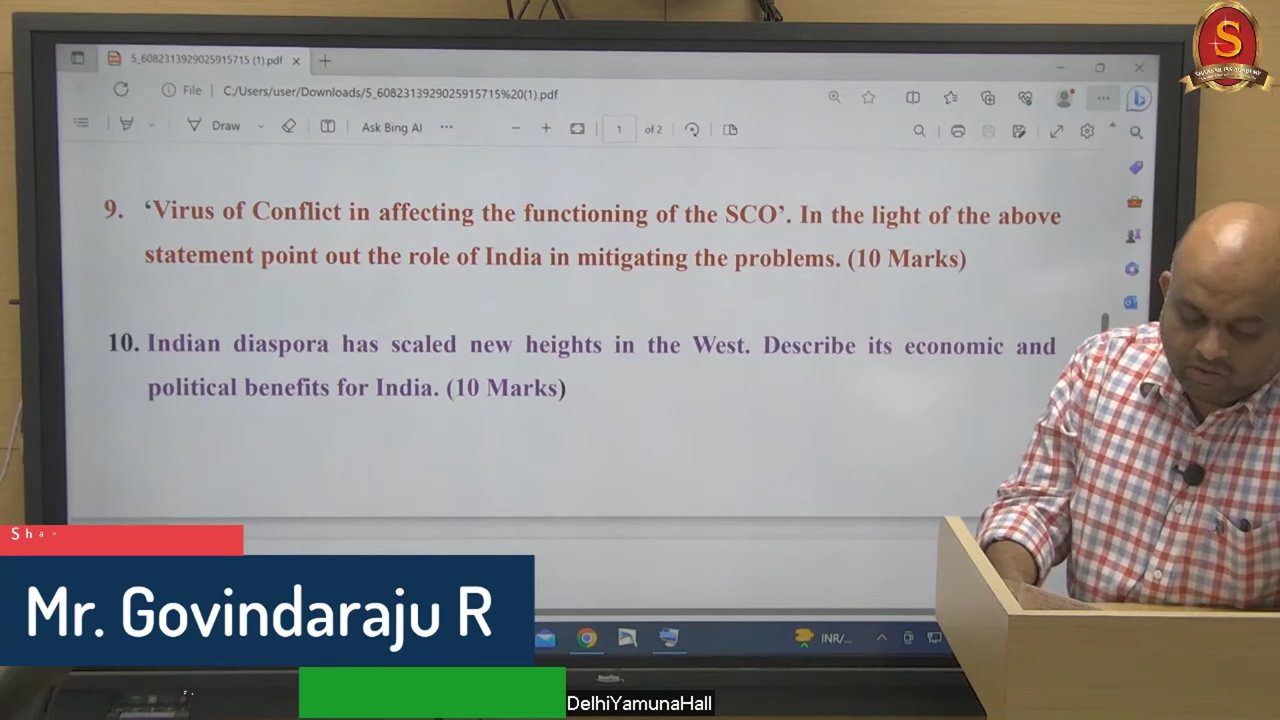 5_6082313929025915715 (1).pdf
File
C:/Users/user/Downloads/5_6082313929025915715%20(1).pdf
Draw
Ask Bing AI
1 of 2
9. ‘Virus of Conflict in affecting the functioning of the SCO’. In the light of the above
statement point out the role of India in mitigating the problems. (10 Marks)
10. Indian diaspora has scaled new heights in the West. Describe its economic and
political benefits for India. (10 Marks)
S
Mr. Govindaraju R
INR/...
DelhiYamunaHall